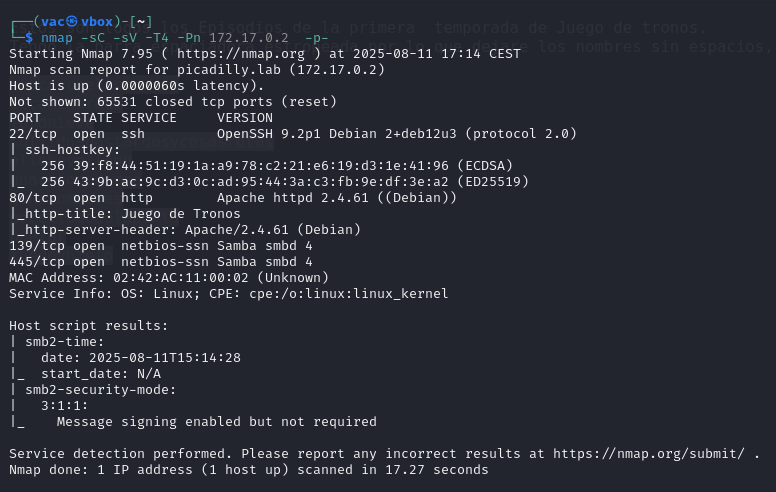 ┌──(vac㉿vbox)-[~]
└─$ nmap -sC -sV -T4 -Pn 172.17.0.2  -p-
Starting Nmap 7.95 ( https://nmap.org ) at 2025-08-11 17:14 CEST
Nmap scan report for picadilly.lab (172.17.0.2)
Host is up (0.0000060s latency).
Not shown: 65531 closed tcp ports (reset)
PORT    STATE SERVICE     VERSION
22/tcp  open  ssh         OpenSSH 9.2p1 Debian 2+deb12u3 (protocol 2.0)
| ssh-hostkey:
|   256 39:f8:44:51:19:1a:a9:78:c2:21:e6:19:d3:1e:41:96 (ECDSA)
|_  256 43:9b:ac:9c:d3:0c:ad:95:44:3a:c3:fb:9e:df:3e:a2 (ED25519)
80/tcp  open  http        Apache httpd 2.4.61 ((Debian))
|_http-title: Juego de Tronos
|_http-server-header: Apache/2.4.61 (Debian)
139/tcp open  netbios-ssn Samba smbd 4
445/tcp open  netbios-ssn Samba smbd 4
MAC Address: 02:42:AC:11:00:02 (Unknown)
Service Info: OS: Linux; CPE: cpe:/o:linux:linux_kernel

Host script results:
| smb2-time:
|   date: 2025-08-11T15:14:28
|_  start_date: N/A
| smb2-security-mode:
|   3:1:1:
|_    Message signing enabled but not required

Service detection performed. Please report any incorrect results at https://nmap.org/submit/ .
Nmap done: 1 IP address (1 host up) scanned in 17.27 seconds